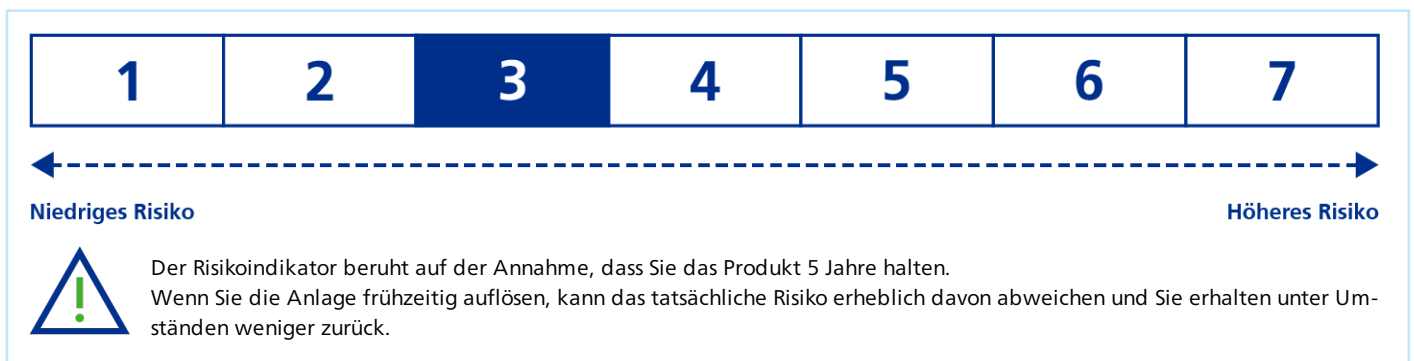 1 2 3 4 5 6 7
Niedriges Risiko Höheres Risiko
Der Risikoindikator beruht auf der Annahme, dass Sie das Produkt 5 Jahre halten.
Wenn Sie die Anlage frühzeitig auflösen, kann das tatsächliche Risiko erheblich davon abweichen und Sie erhalten unter Um-
ständen weniger zurück.